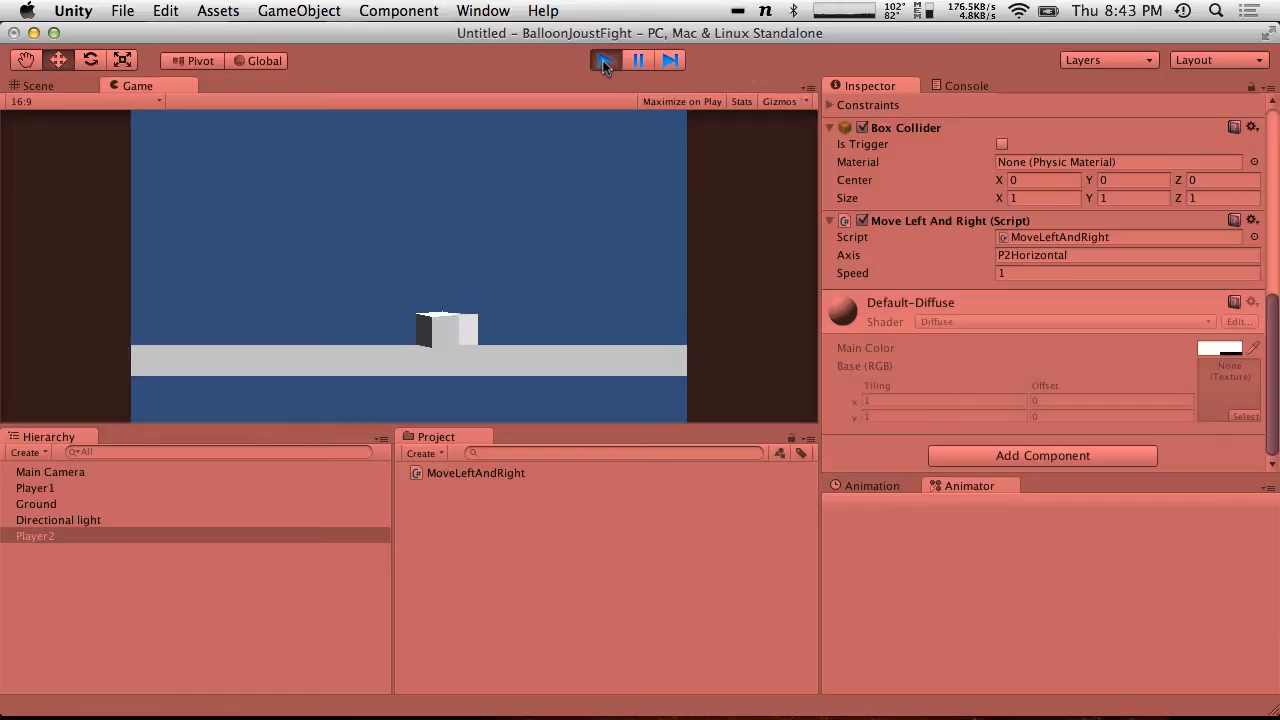 Unity File Edit Assets GameObject Component Window Help 102° 82° M 176.5KB/s 4.8KB/s Thu 8:43 PM
Untitled - BalloonJoustFight - PC, Mac & Linux Standalone
Pivot Global Layers Layout
Scene Game Inspector Console
16:9 Maximize on Play Stats Gizmos
Constraints
Box Collider
Is Trigger
Material None (Physic Material)
Center X 0 Y 0 Z 0
Size X 1 Y 1 Z 1
Move Left And Right (Script)
Script MoveLeftAndRight
Axis P2Horizontal
Speed 1
Default-Diffuse
Shader Diffuse Edit...
Main Color
Base (RGB) None (Texture)
Tiling Offset
x 1 0
y 1 0 Select
Add Component
Hierarchy Project
Create All Create
Main Camera
Player1
Ground
Directional light
Player2
MoveLeftAndRight
Animation Animator